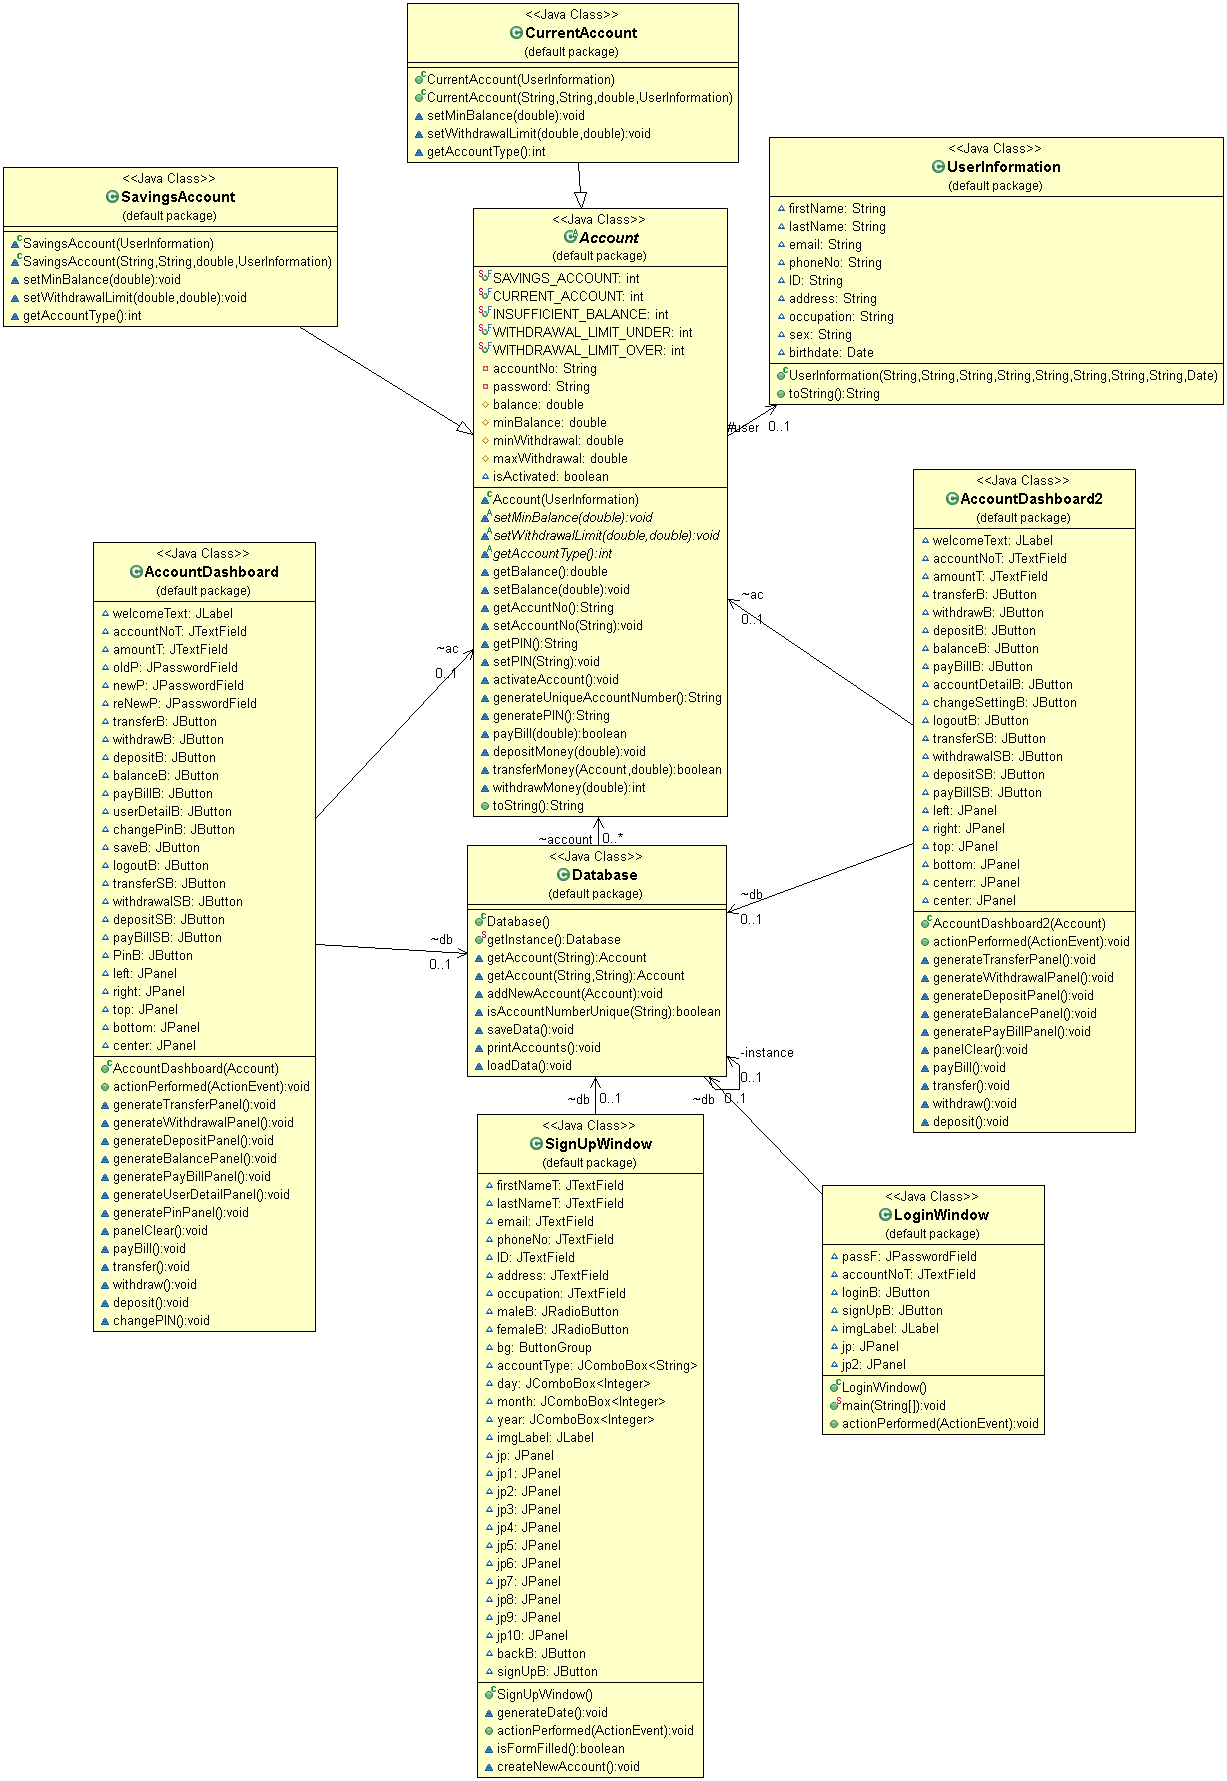 <<Java Class>>
CurrentAccount
(default package)
CurrentAccount(UserInformation)
CurrentAccount(String,String,double,UserInformation)
setMinBalance(double):void
setWithdrawalLimit(double,double):void
getAccountType():int
<<Java Class>>
SavingsAccount
(default package)
SavingsAccount(UserInformation)
SavingsAccount(String,String,double,UserInformation)
setMinBalance(double):void
setWithdrawalLimit(double,double):void
getAccountType():int
<<Java Class>>
UserInformation
(default package)
firstName: String
lastName: String
email: String
phoneNo: String
ID: String
address: String
occupation: String
sex: String
birthdate: Date
UserInformation(String,String,String,String,String,String,String,String,Date)
toString():String
<<Java Class>>
Account
(default package)
SAVINGS_ACCOUNT: int
CURRENT_ACCOUNT: int
INSUFFICIENT_BALANCE: int
WITHDRAWAL_LIMIT_UNDER: int
WITHDRAWAL_LIMIT_OVER: int
accountNo: String
password: String
balance: double
minBalance: double
minWithdrawal: double
maxWithdrawal: double
isActivated: boolean
Account(UserInformation)
setMinBalance(double):void
setWithdrawalLimit(double,double):void
getAccountType():int
getBalance():double
setBalance(double):void
getAccuntNo():String
setAccountNo(String):void
getPIN():String
setPIN(String):void
activateAccount():void
generateUniqueAccountNumber():String
generatePIN():String
payBill(double):boolean
depositMoney(double):void
transferMoney(Account,double):boolean
withdrawMoney(double):int
toString():String
#user 0..1
<<Java Class>>
AccountDashboard2
(default package)
welcomeText: JLabel
accountNoT: JTextField
amountT: JTextField
transferB: JButton
withdrawB: JButton
depositB: JButton
balanceB: JButton
payBillB: JButton
accountDetailB: JButton
changeSettingB: JButton
logoutB: JButton
transferSB: JButton
withdrawalSB: JButton
depositSB: JButton
payBillSB: JButton
left: JPanel
right: JPanel
top: JPanel
bottom: JPanel
centerr: JPanel
center: JPanel
AccountDashboard2(Account)
actionPerformed(ActionEvent):void
generateTransferPanel():void
generateWithdrawalPanel():void
generateDepositPanel():void
generateBalancePanel():void
generatePayBillPanel():void
panelClear():void
payBill():void
transfer():void
withdraw():void
deposit():void
~ac
0..1
~db
0..1
<<Java Class>>
AccountDashboard
(default package)
welcomeText: JLabel
accountNoT: JTextField
amountT: JTextField
oldP: JPasswordField
newP: JPasswordField
reNewP: JPasswordField
transferB: JButton
withdrawB: JButton
depositB: JButton
balanceB: JButton
payBillB: JButton
userDetailB: JButton
changePinB: JButton
saveB: JButton
logoutB: JButton
transferSB: JButton
withdrawalSB: JButton
depositSB: JButton
payBillSB: JButton
PinB: JButton
left: JPanel
right: JPanel
top: JPanel
bottom: JPanel
center: JPanel
AccountDashboard(Account)
actionPerformed(ActionEvent):void
generateTransferPanel():void
generateWithdrawalPanel():void
generateDepositPanel():void
generateBalancePanel():void
generatePayBillPanel():void
generateUserDetailPanel():void
generatePinPanel():void
panelClear():void
payBill():void
transfer():void
withdraw():void
deposit():void
changePIN():void
~ac
0..1
~db
0..1
~account 0..*
<<Java Class>>
Database
(default package)
Database()
getInstance():Database
getAccount(String):Account
getAccount(String,String):Account
addNewAccount(Account):void
isAccountNumberUnique(String):boolean
saveData():void
printAccounts():void
loadData():void
-instance
0..1
~db 0..1
~db 0..1
<<Java Class>>
SignUpWindow
(default package)
firstNameT: JTextField
lastNameT: JTextField
email: JTextField
phoneNo: JTextField
ID: JTextField
address: JTextField
occupation: JTextField
maleB: JRadioButton
femaleB: JRadioButton
bg: ButtonGroup
accountType: JComboBox<String>
day: JComboBox<Integer>
month: JComboBox<Integer>
year: JComboBox<Integer>
imgLabel: JLabel
jp: JPanel
jp1: JPanel
jp2: JPanel
jp3: JPanel
jp4: JPanel
jp5: JPanel
jp6: JPanel
jp7: JPanel
jp8: JPanel
jp9: JPanel
jp10: JPanel
backB: JButton
signUpB: JButton
SignUpWindow()
generateDate():void
actionPerformed(ActionEvent):void
isFormFilled():boolean
createNewAccount():void
<<Java Class>>
LoginWindow
(default package)
passF: JPasswordField
accountNoT: JTextField
loginB: JButton
signUpB: JButton
imgLabel: JLabel
jp: JPanel
jp2: JPanel
LoginWindow()
main(String[]):void
actionPerformed(ActionEvent):void